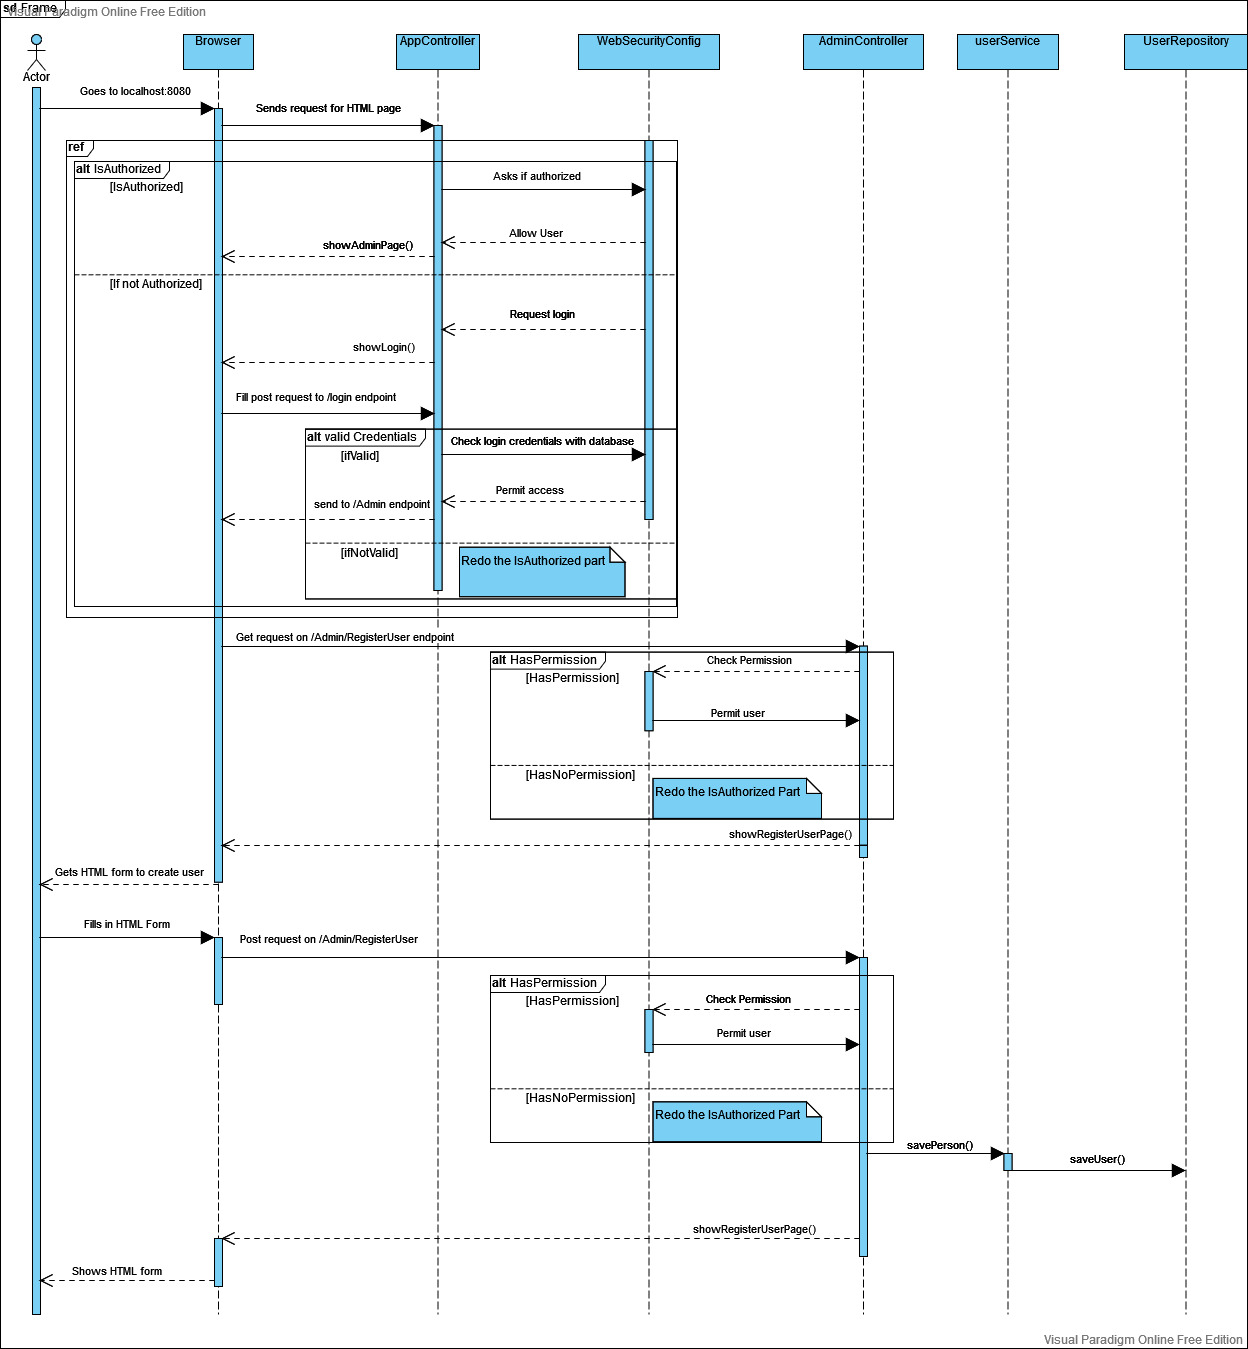 sd Frame
Visual Paradigm Online Free Edition
Actor
Browser
AppController
WebSecurityConfig
AdminController
userService
UserRepository
Goes to localhost:8080
Sends request for HTML page
ref
alt IsAuthorized
[IsAuthorized]
Asks if authorized
Allow User
showAdminPage()
[If not Authorized]
Request login
showLogin()
Fill post request to /login endpoint
alt valid Credentials
[ifValid]
Check login credentials with database
Permit access
send to /Admin endpoint
[ifNotValid]
Redo the IsAuthorized part
Get request on /Admin/RegisterUser endpoint
alt HasPermission
[HasPermission]
Check Permission
Permit user
[HasNoPermission]
Redo the IsAuthorized Part
showRegisterUserPage()
Gets HTML form to create user
Fills in HTML Form
Post request on /Admin/RegisterUser
alt HasPermission
[HasPermission]
Check Permission
Permit user
[HasNoPermission]
Redo the IsAuthorized Part
savePerson()
saveUser()
showRegisterUserPage()
Shows HTML form
Visual Paradigm Online Free Edition